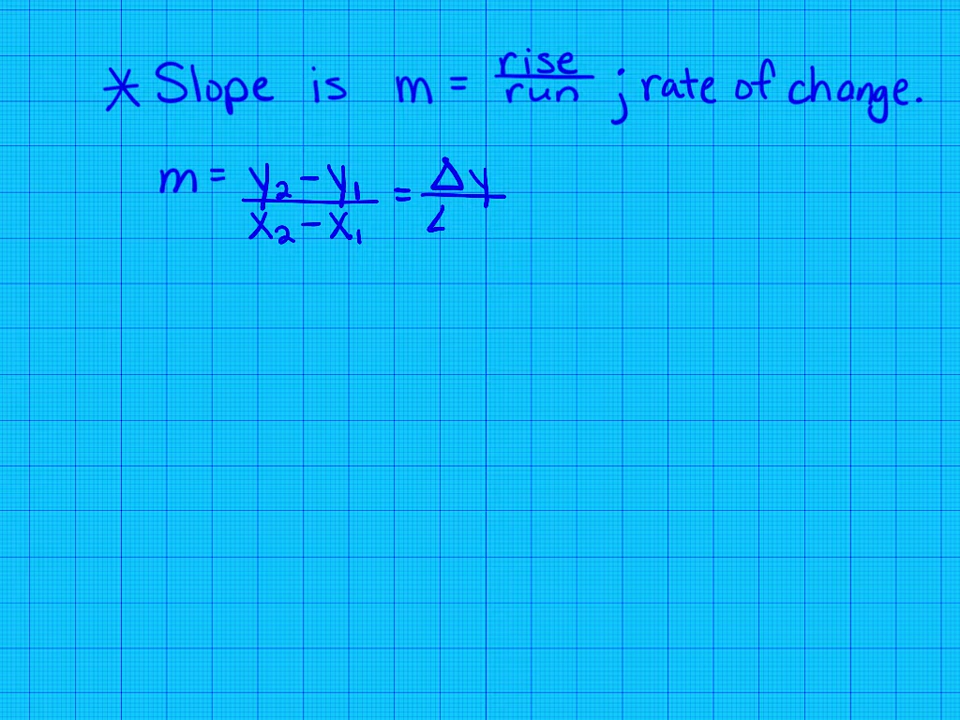 * Slope is m = rise/run ; rate of change.
m = y₂ - y₁ / x₂ - x₁ = Δy /